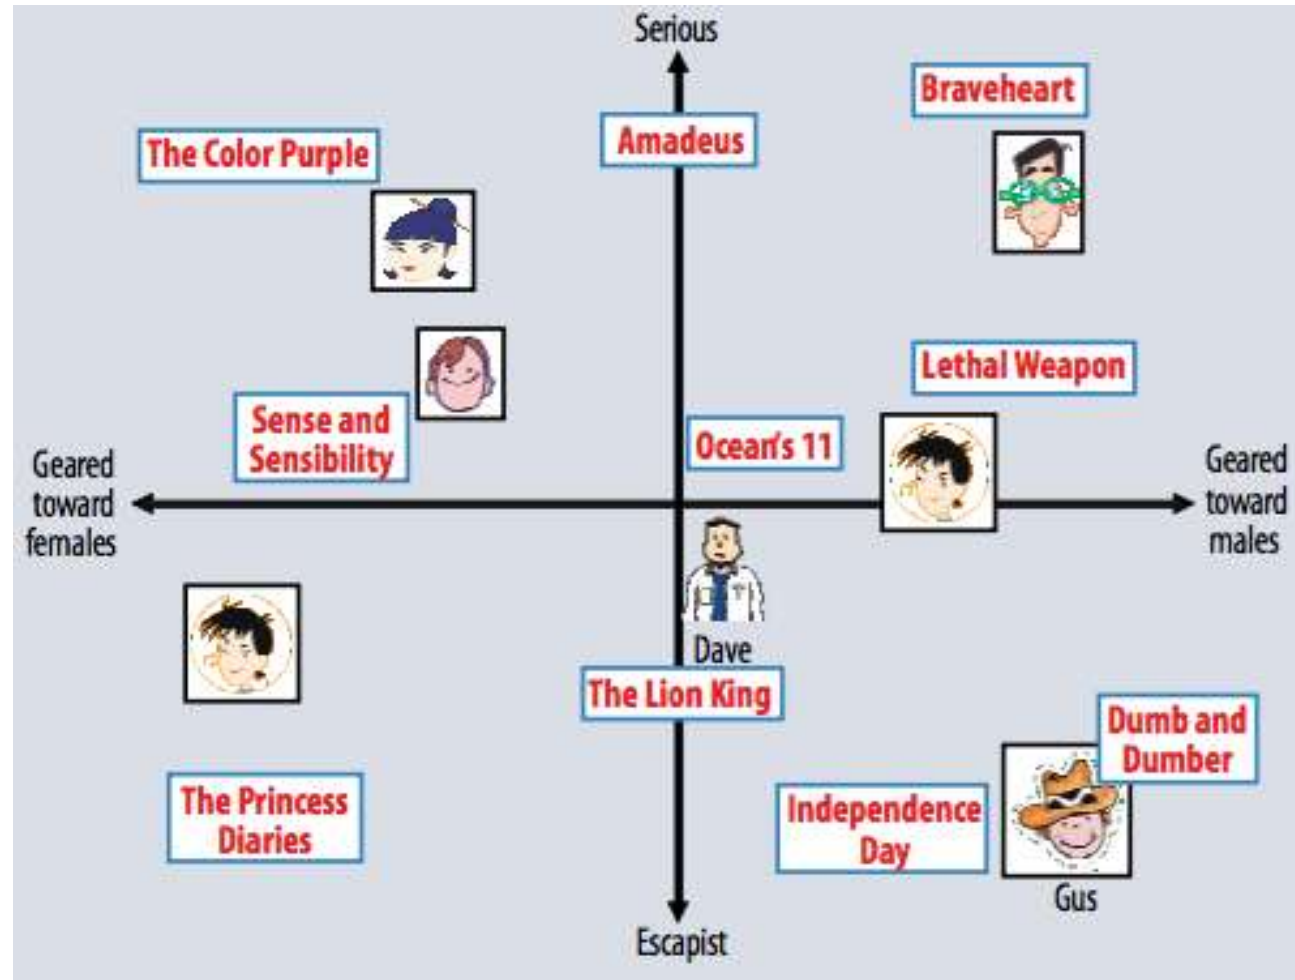 Serious
Braveheart
Amadeus
The Color Purple
Lethal Weapon
Sense and
Sensibility
Ocean's 11
Geared
toward
females
Geared
toward
males
Dave
The Lion King
Dumb and
Dumber
The Princess
Diaries
Independence
Day
Gus
Escapist